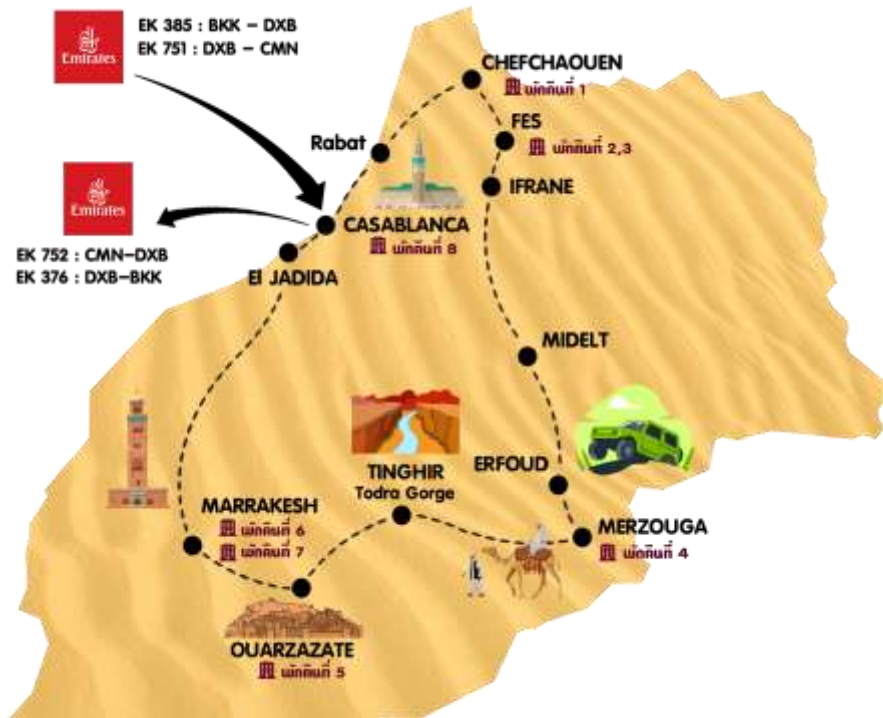 Emirates
EK 385 : BKK – DXB
EK 751 : DXB – CMN
CHEFCHAOUEN
พักคืนที่ 1
FES
พักคืนที่ 2,3
Rabat
IFRANE
Emirates
CASABLANCA
พักคืนที่ 8
EK 752 : CMN–DXB
EK 376 : DXB–BKK
El JADIDA
MIDELT
TINGHIR
Todra Gorge
ERFOUD
MARRAKESH
พักคืนที่ 6
พักคืนที่ 7
MERZOUGA
พักคืนที่ 4
OUARZAZATE
พักคืนที่ 5